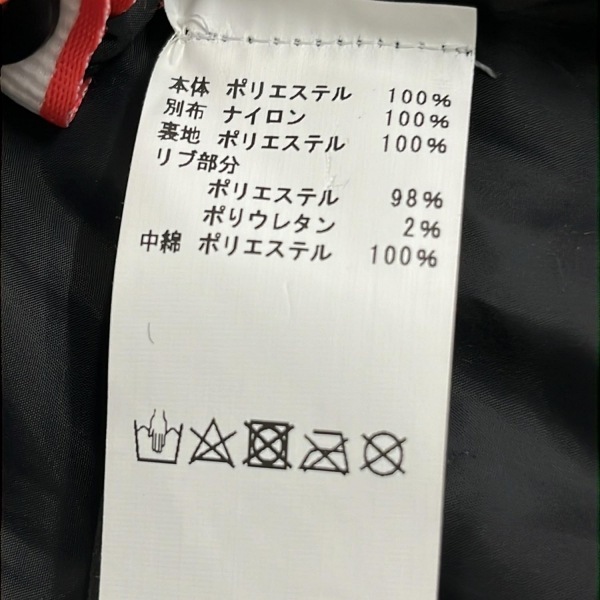 本体 ポリエステル 100%
別布 ナイロン 100%
裏地 ポリエステル 100%
リブ部分
ポリエステル 98%
ポリウレタン 2%
中綿 ポリエステル 100%